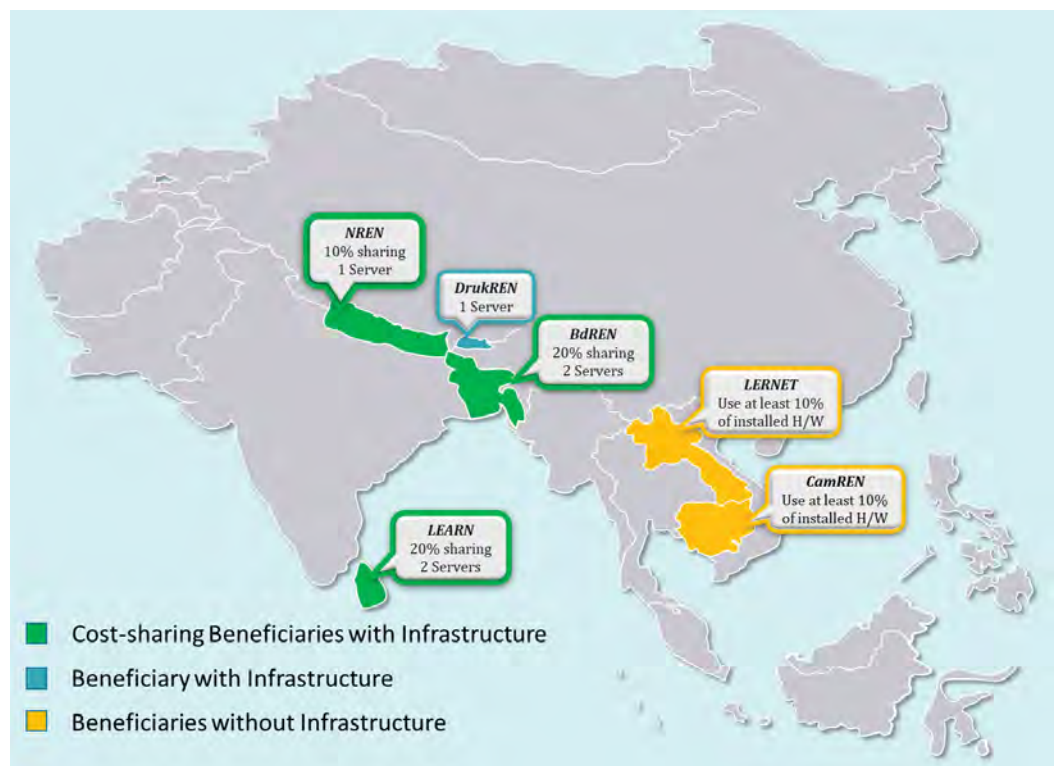 NREN
10% sharing
1 Server
DrukREN
1 Server
BdREN
20% sharing
2 Servers
LERNET
Use at least 10%
of installed H/W
CamREN
Use at least 10%
of installed H/W
LEARN
20% sharing
2 Servers
Cost-sharing Beneficiaries with Infrastructure
Beneficiary with Infrastructure
Beneficiaries without Infrastructure